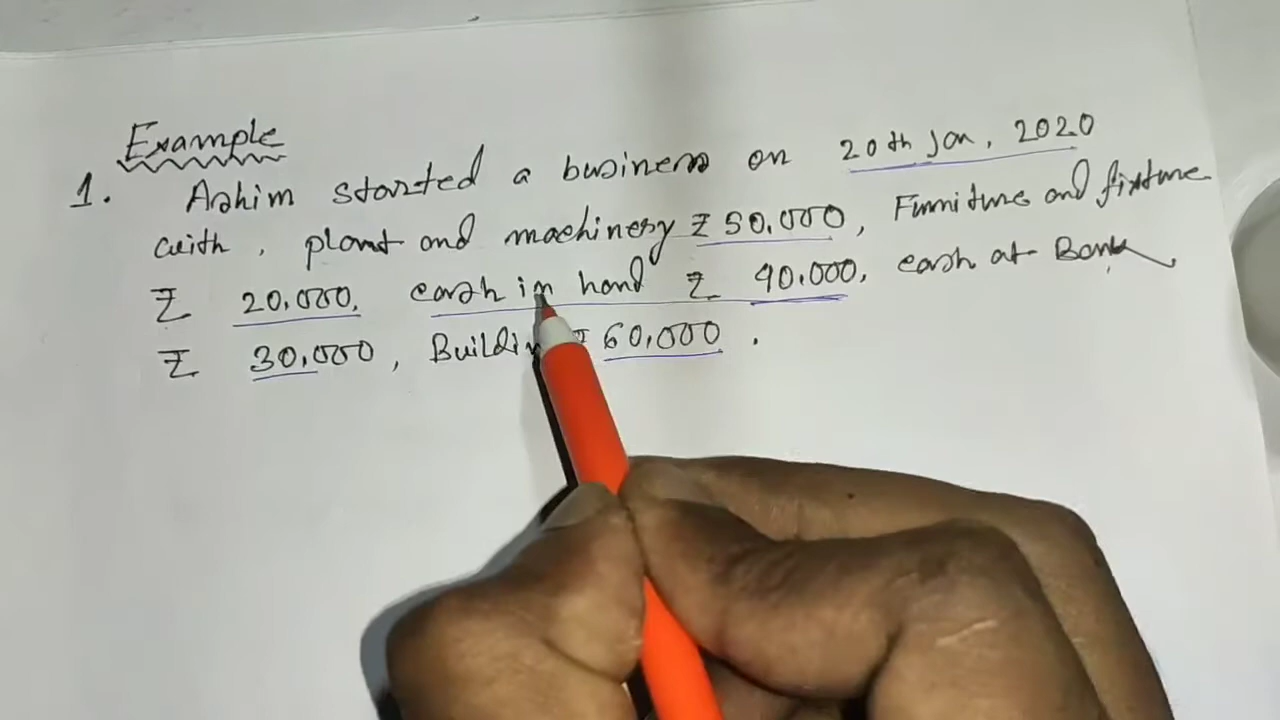 Example
1. Ashim started a business on 20th Jan, 2020
with, plant and machinery ₹ 50,000, Furniture and fixture
₹ 20,000, cash in hand ₹ 40,000, cash at Bank
₹ 30,000, Buildin ₹ 60,000.